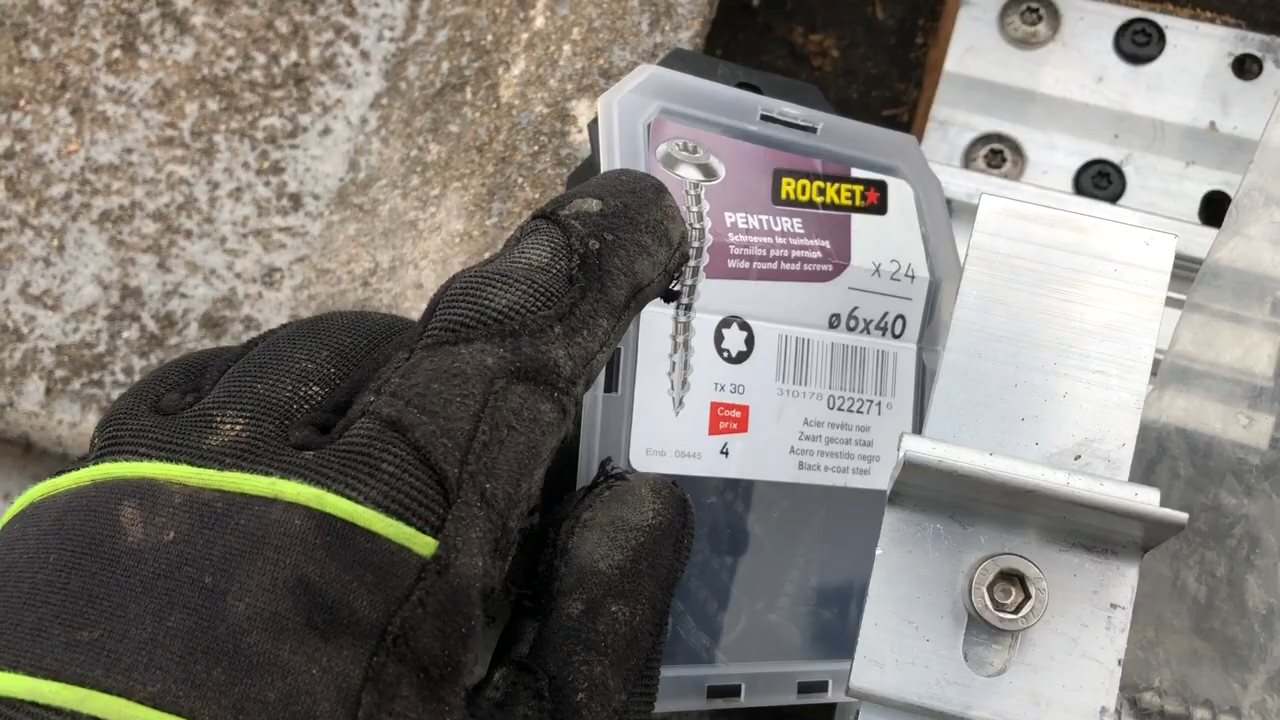 ROCKET
PENTURE
Schroeven for tuinbeslag
Tornillos para pernios
Wide round head screws
x 24
ø6x40
TX 30
Code
prix
4
310178 022271 6
Acier revêtu noir
Zwart gecoat staal
Acero revestido negro
Black e-coat steel
Emb . 08445